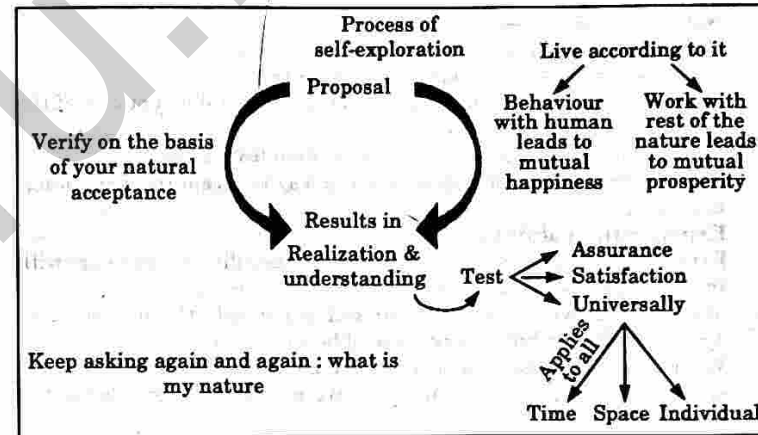 Process of
self-exploration
Proposal
Live according to it
Behaviour
with human
leads to
mutual
happiness
Work with
rest of the
nature leads
to mutual
prosperity
Verify on the basis
of your natural
acceptance
Results in
Realization &
understanding
Test
Assurance
Satisfaction
Universally
Applies
to all
Time Space Individual
Keep asking again and again : what is
my nature